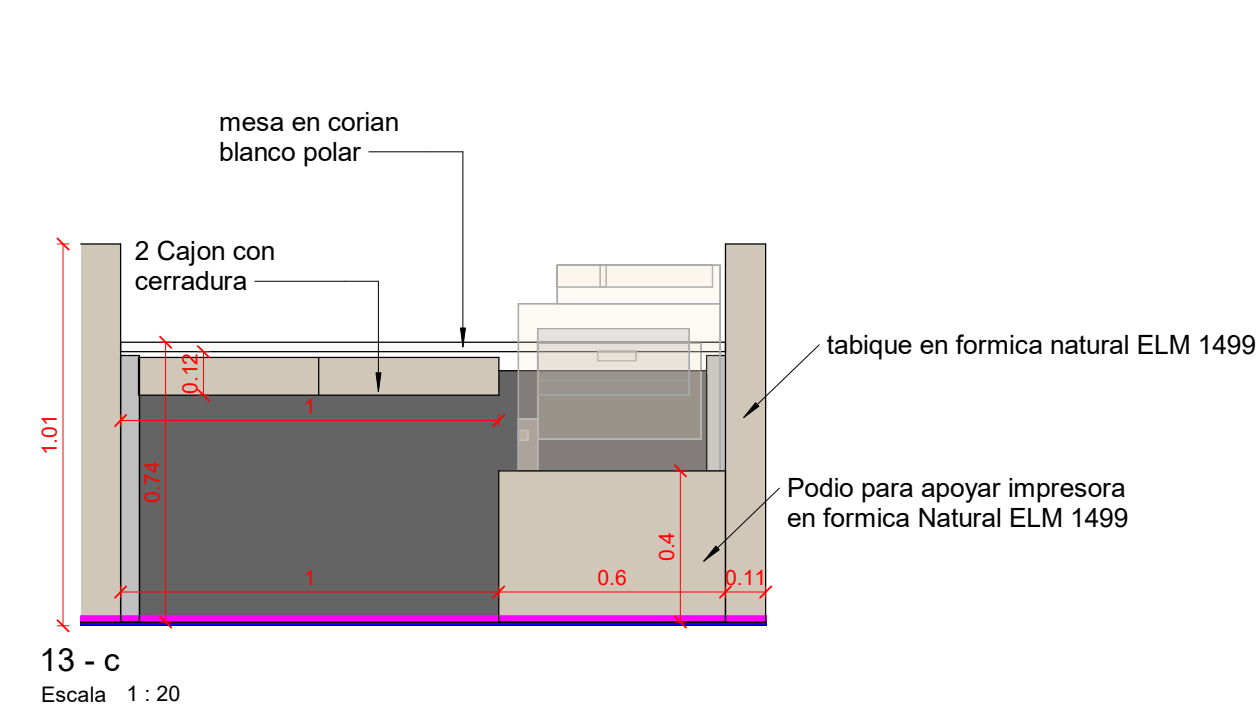 mesa en corian
blanco polar
2 Cajon con
cerradura
tabique en formica natural ELM 1499
0.12
1
1.01
0.74
Podio para apoyar impresora
en formica Natural ELM 1499
0.4
1
0.6
0.11
13 - c
Escala 1 : 20